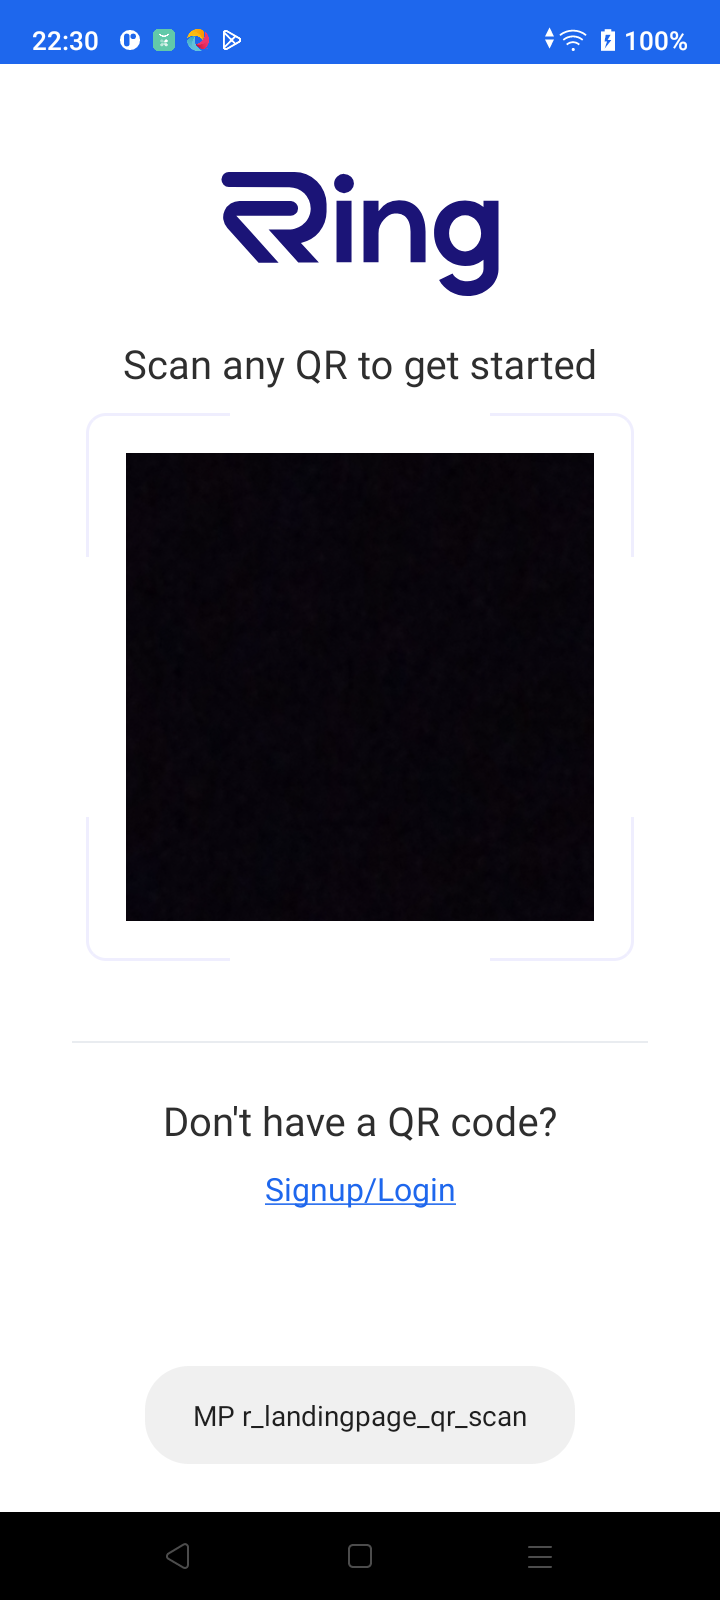 22:30
100%
Ring
Scan any QR to get started
Don't have a QR code?
Signup/Login
MP r_landingpage_qr_scan